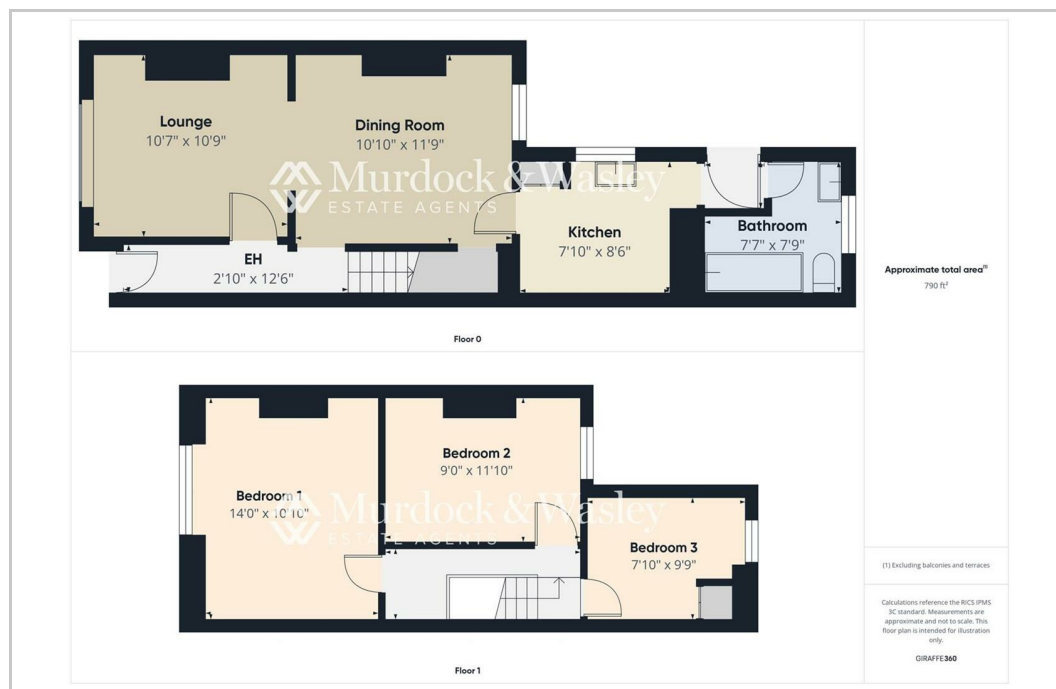 Lounge
10'7" x 10'9"
Dining Room
10'10" x 11'9"
Murdock & Wasley
ESTATE AGENTS
Kitchen
7'10" x 8'6"
Bathroom
7'7" x 7'9"
EH
2'10" x 12'6"
Floor 0
Approximate total area⁽¹⁾
790 ft²
Bedroom 1
14'0" x 10'10"
Bedroom 2
9'0" x 11'10"
Murdock & Wasley
ESTATE AGENTS
Bedroom 3
7'10" x 9'9"
Floor 1
(1) Excluding balconies and terraces
Calculations reference the RICS IPMS
3C standard. Measurements are
approximate and not to scale. This
floor plan is intended for illustration
only.
GIRAFFE360